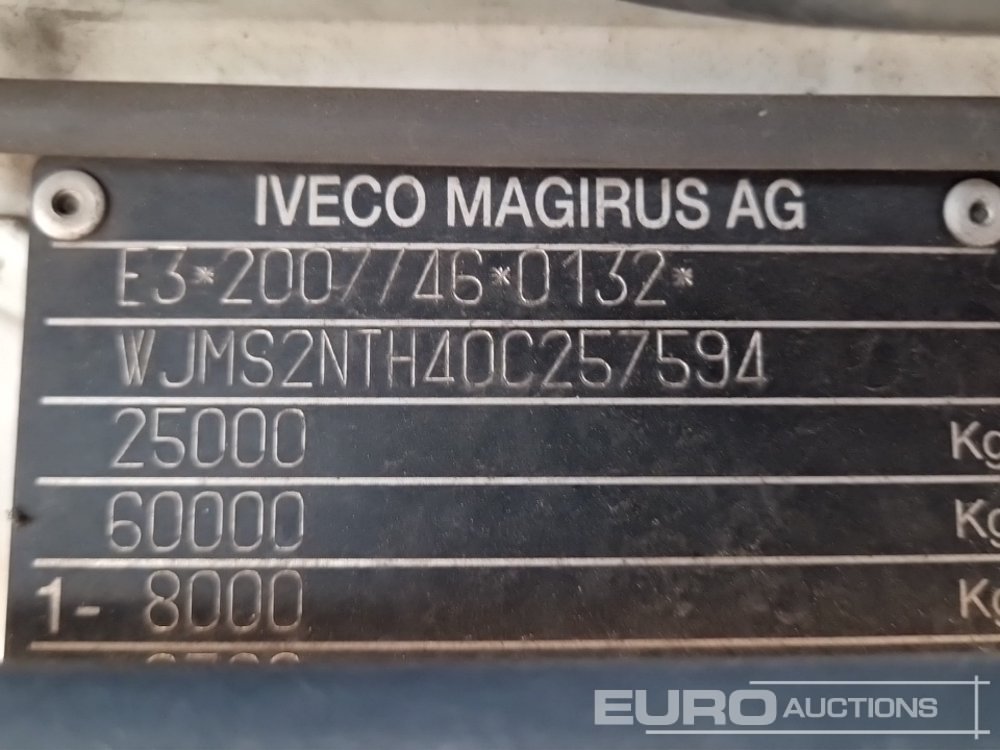 IVECO MAGIRUS AG
E3*2007/46*0132*
WJMS2NTH40C257594
25000 Kg
60000 Kg
1- 8000 Kg
EURO AUCTIONS